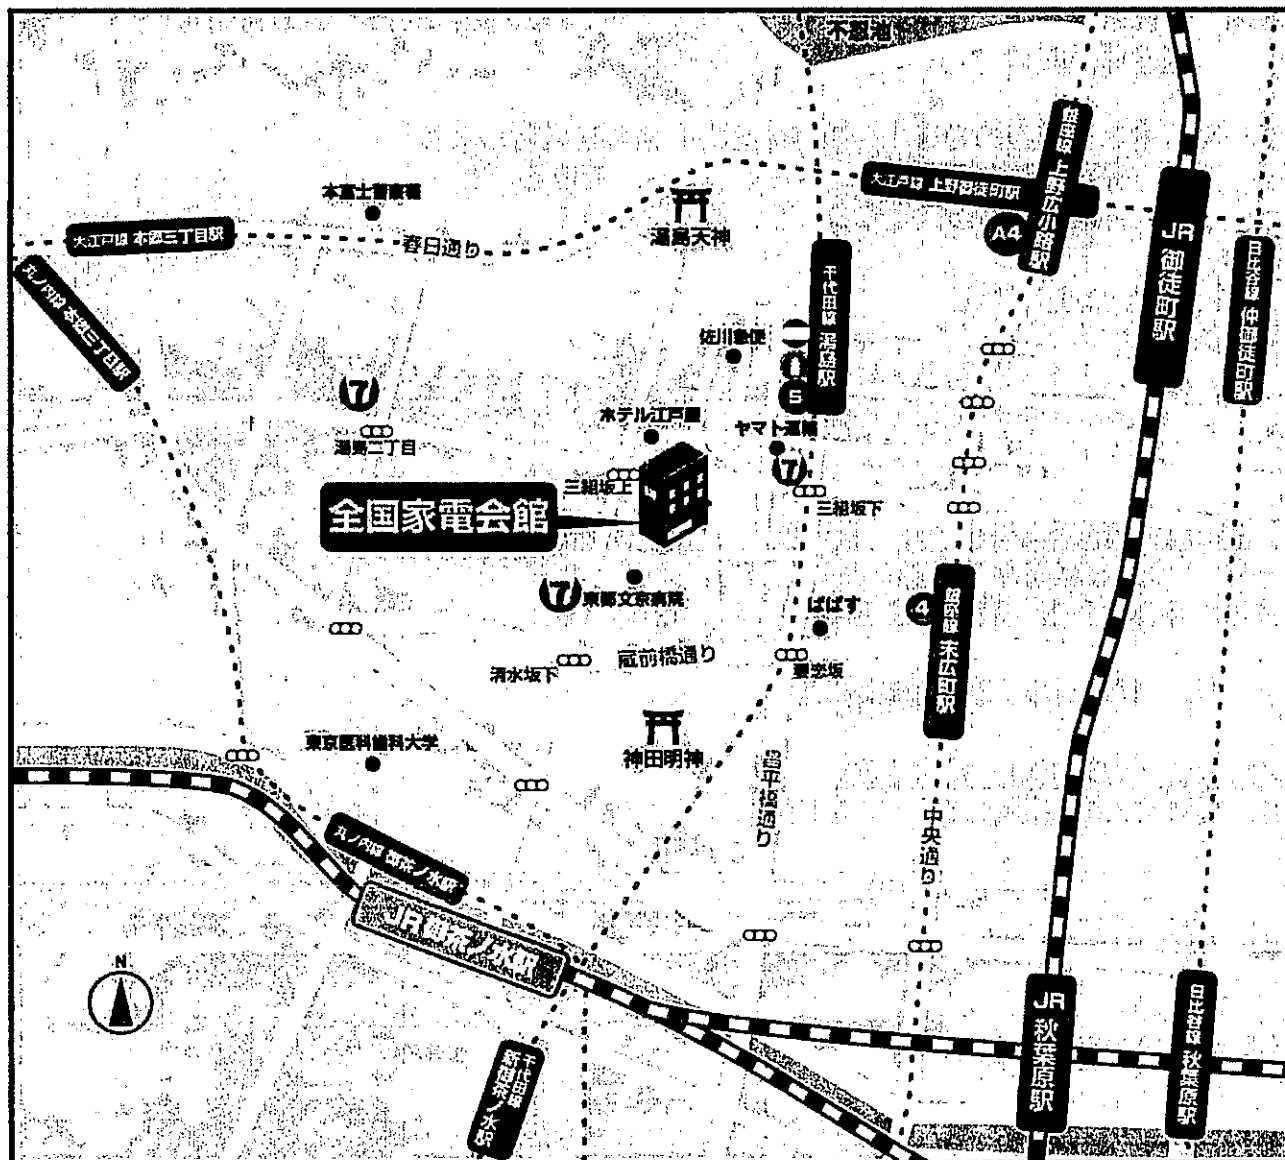 不忍池
銀座線 上野広小路駅
大江戸線 上野御徒町駅
A4
本富士警察署
湯島天神
大江戸線 本郷三丁目駅
春日通り
JR 御徒町駅
日比谷線 仲御徒町駅
丸ノ内線 本郷三丁目駅
千代田線 湯島駅
佐川急便
5
7
湯島二丁目
ホテル江戸屋
ヤマト運輸
7
三組坂上
三組坂下
全国家電会館
7
東都文京病院
ぱぱす
4
銀座線 末広町駅
清水坂下
蔵前橋通り
妻恋坂
東京医科歯科大学
神田明神
昌平橋通り
中央通り
丸ノ内線 御茶ノ水駅
JR御茶ノ水駅
N
千代田線
新御茶ノ水駅
JR 秋葉原駅
日比谷線 秋葉原駅